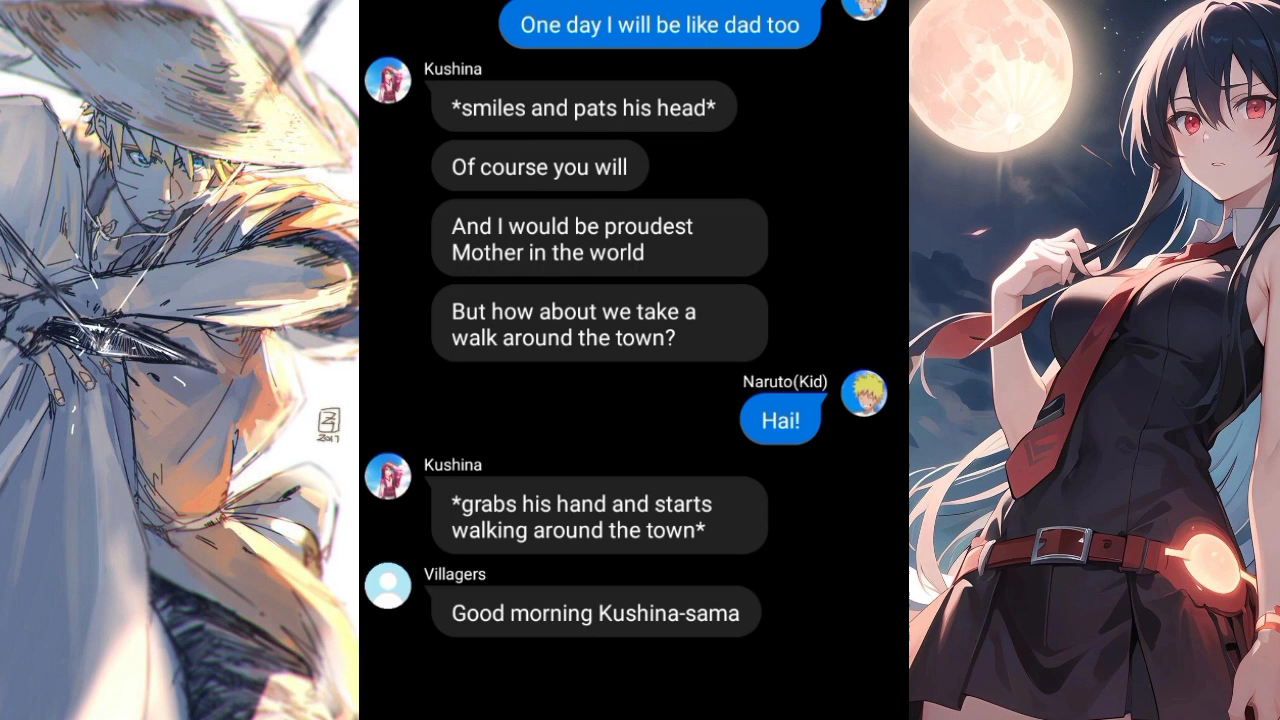 One day I will be like dad too
Kushina
*smiles and pats his head*
Of course you will
And I would be proudest
Mother in the world
But how about we take a
walk around the town?
Naruto(Kid)
Hai!
Kushina
*grabs his hand and starts
walking around the town*
Villagers
Good morning Kushina-sama
2017